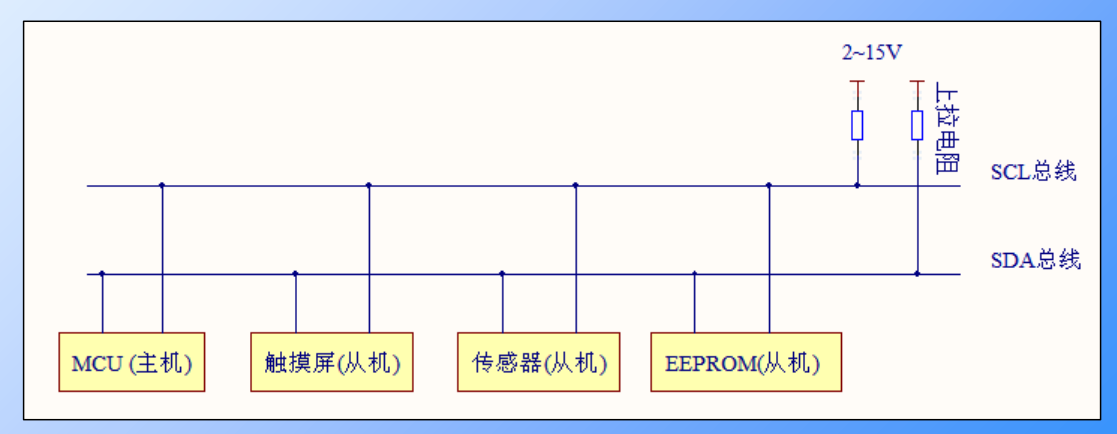 2~15V
上拉电阻
SCL总线
SDA总线
MCU (主机)
触摸屏(从机)
传感器(从机)
EEPROM(从机)